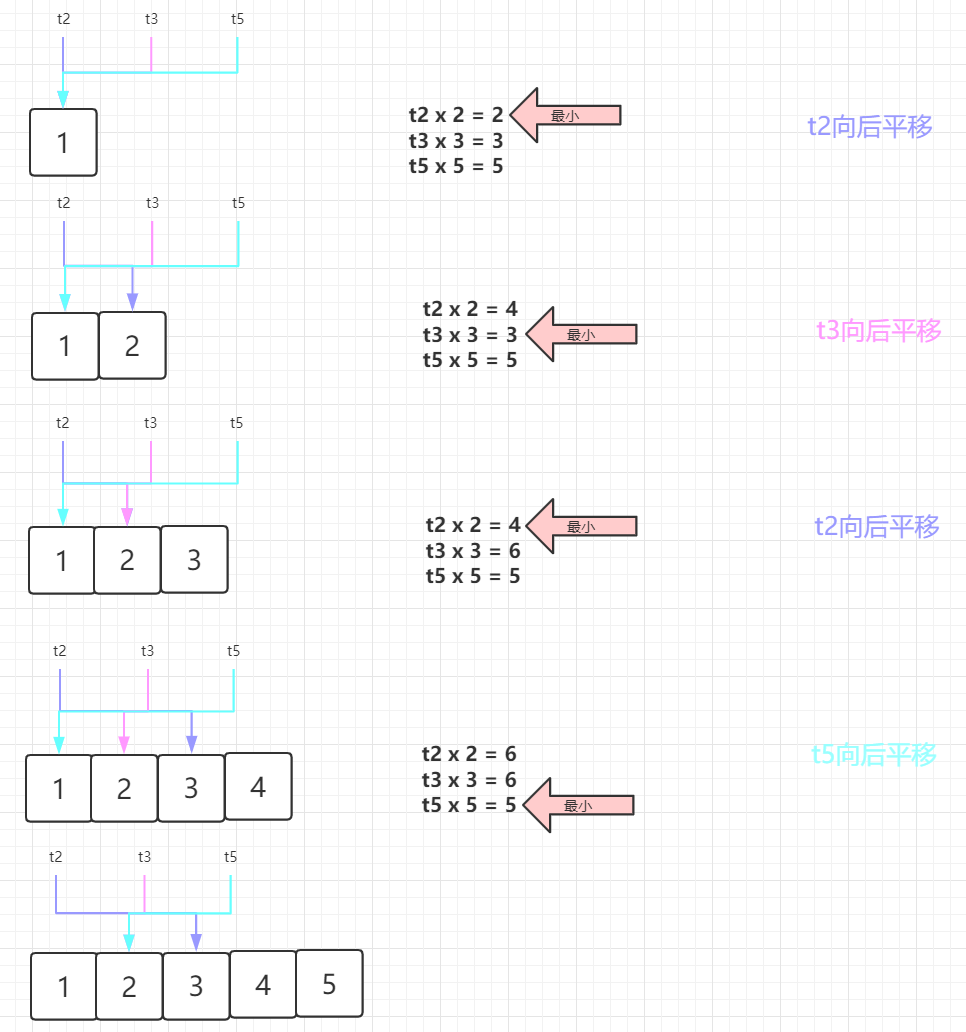 t2 t3 t5
1
t2 x 2 = 2 最小
t3 x 3 = 3
t5 x 5 = 5
t2向后平移
t2 t3 t5
1 2
t2 x 2 = 4
t3 x 3 = 3 最小
t5 x 5 = 5
t3向后平移
t2 t3 t5
1 2 3
t2 x 2 = 4 最小
t3 x 3 = 6
t5 x 5 = 5
t2向后平移
t2 t3 t5
1 2 3 4
t2 x 2 = 6
t3 x 3 = 6
t5 x 5 = 5 最小
t5向后平移
t2 t3 t5
1 2 3 4 5